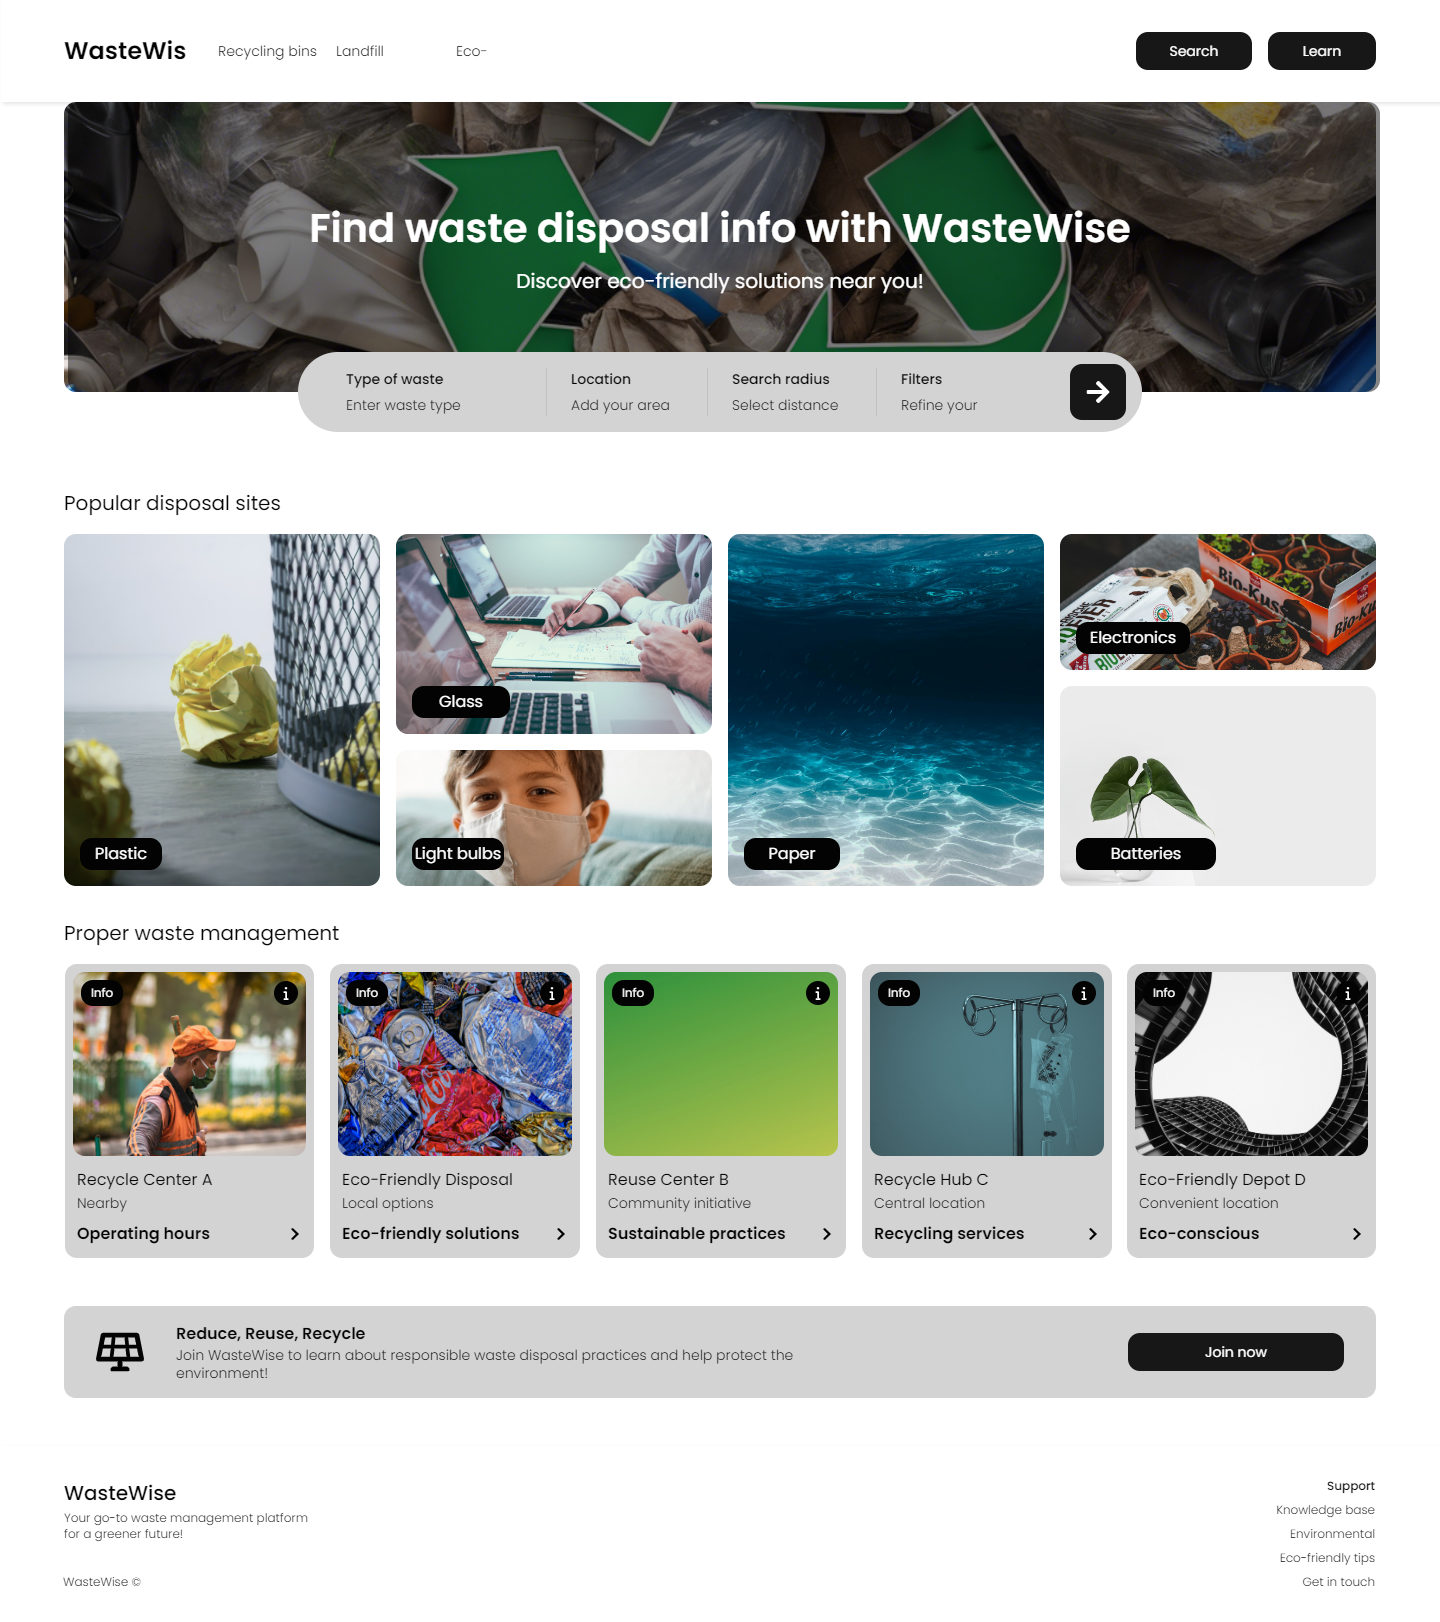 WasteWis
Recycling bins
Landfill
Eco-
Search
Learn
Find waste disposal info with WasteWise
Discover eco-friendly solutions near you!
Type of waste
Enter waste type
Location
Add your area
Search radius
Select distance
Filters
Refine your
Popular disposal sites
Plastic
Glass
Light bulbs
Paper
Bio-Kus
Bio-Ku
Electronics
Batteries
Proper waste management
Info
i
Recycle Center A
Nearby
Operating hours
Info
i
Eco-Friendly Disposal
Local options
Eco-friendly solutions
Info
i
Reuse Center B
Community initiative
Sustainable practices
Info
i
Recycle Hub C
Central location
Recycling services
Info
i
Eco-Friendly Depot D
Convenient location
Eco-conscious
Reduce, Reuse, Recycle
Join WasteWise to learn about responsible waste disposal practices and help protect the
environment!
Join now
WasteWise
Your go-to waste management platform
for a greener future!
WasteWise ©
Support
Knowledge base
Environmental
Eco-friendly tips
Get in touch